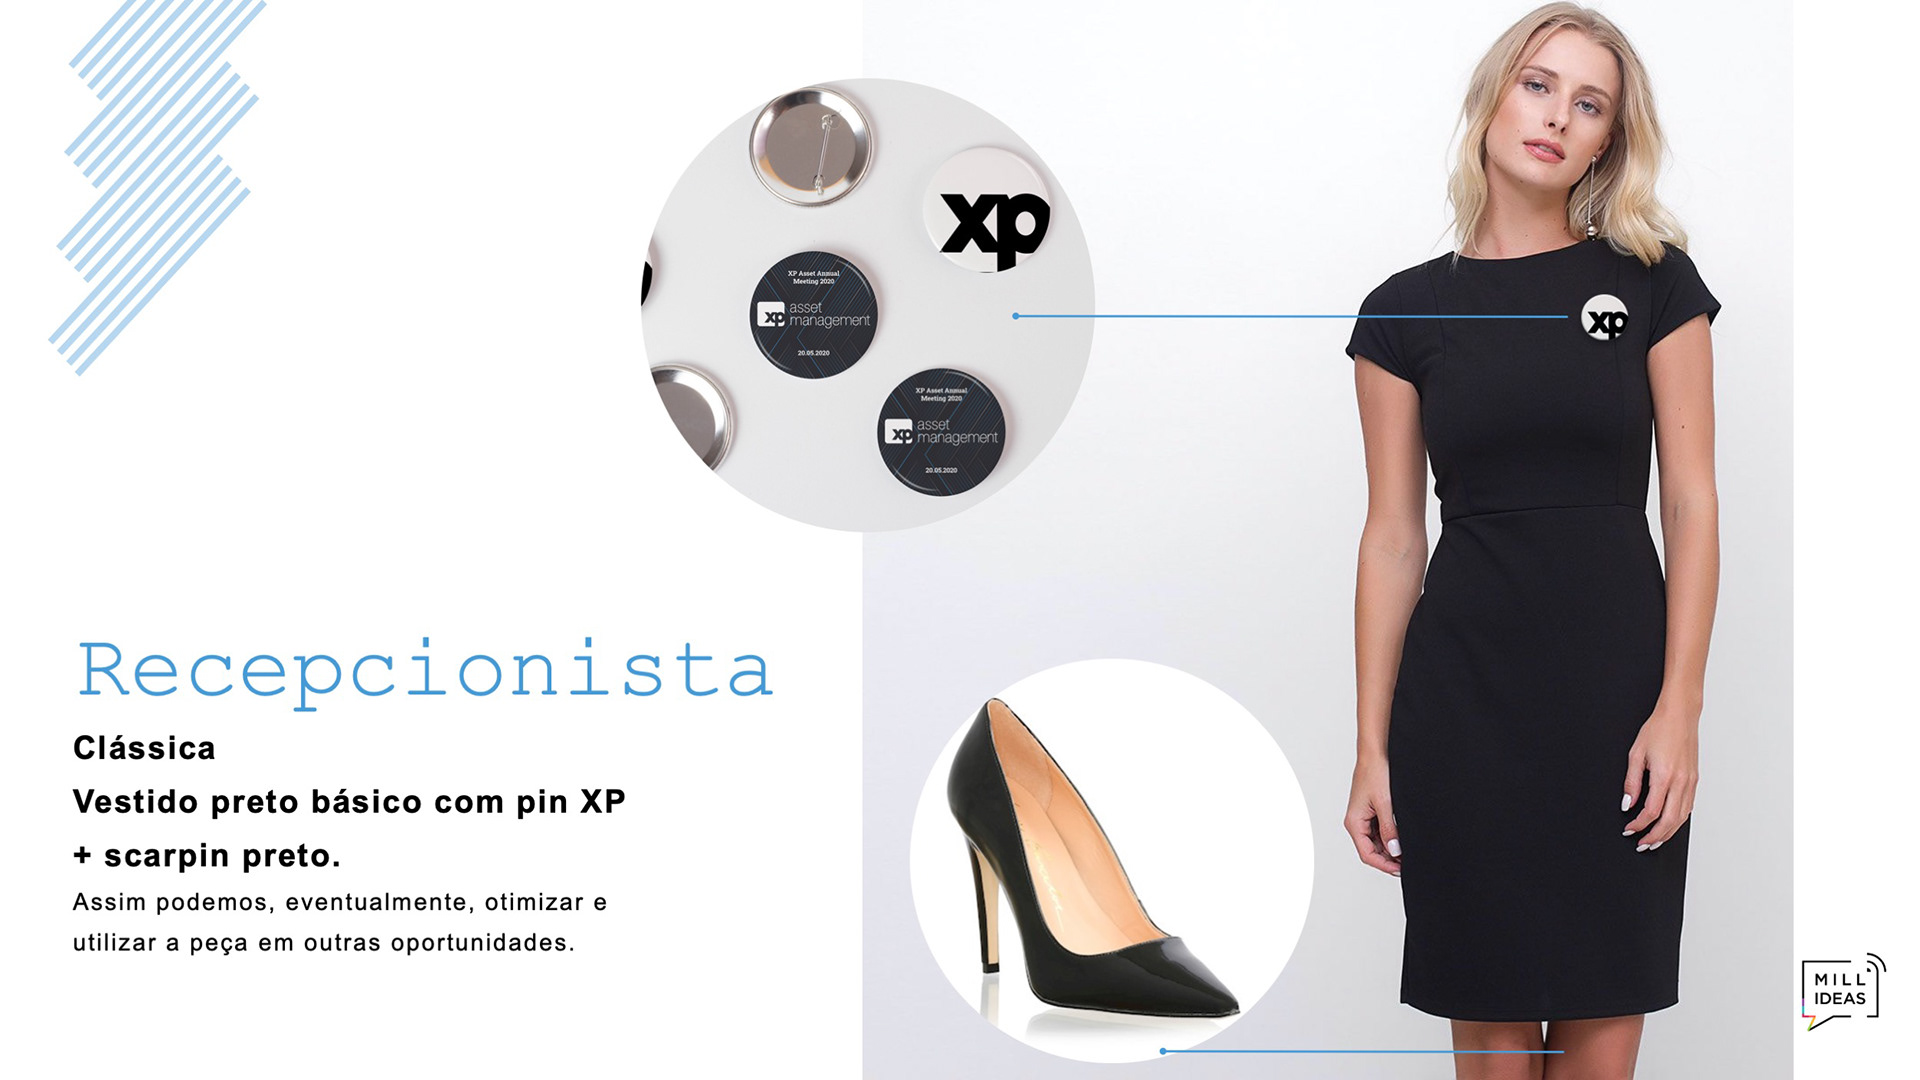 xp
XP Asset Annual
Meeting 2020
xp asset
management
20.05.2020
XP Asset Annual
Meeting 2020
xp asset
management
20.05.2020
xp
Recepcionista
Clássica
Vestido preto básico com pin XP
+ scarpin preto.
Assim podemos, eventualmente, otimizar e
utilizar a peça em outras oportunidades.
MILL
IDEAS